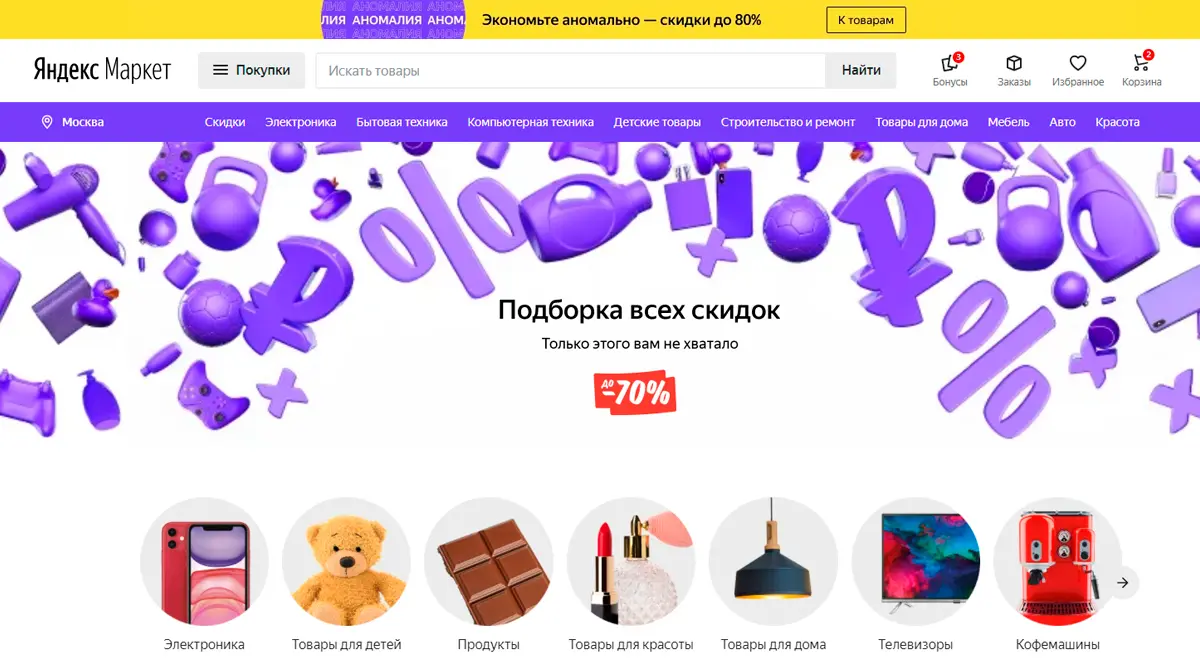 ЛИЯ АНОМАЛИЯ АНОМАЛ
ЛИЯ АНОМАЛИЯ АНОМ
АНОМАЛИЯ АНОМ
Экономьте аномально — скидки до 80%
К товарам
Яндекс Маркет
Покупки
Искать товары
Найти
3
Бонусы
Заказы
Избранное
2
Корзина
Москва
Скидки
Электроника
Бытовая техника
Компьютерная техника
Детские товары
Строительство и ремонт
Товары для дома
Мебель
Авто
Красота
Подборка всех скидок
Только этого вам не хватало
до
–70%
Электроника
Товары для детей
Продукты
Товары для красоты
Товары для дома
Телевизоры
Кофемашины